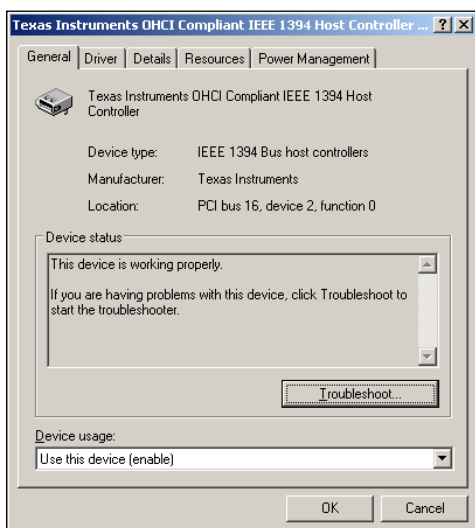 Texas Instruments OHCI Compliant IEEE 1394 Host Controller ...
General Driver Details Resources Power Management
Texas Instruments OHCI Compliant IEEE 1394 Host
Controller
Device type: IEEE 1394 Bus host controllers
Manufacturer: Texas Instruments
Location: PCI bus 16, device 2, function 0
Device status
This device is working properly.
If you are having problems with this device, click Troubleshoot to
start the troubleshooter.
Troubleshoot...
Device usage:
Use this device (enable)
OK Cancel